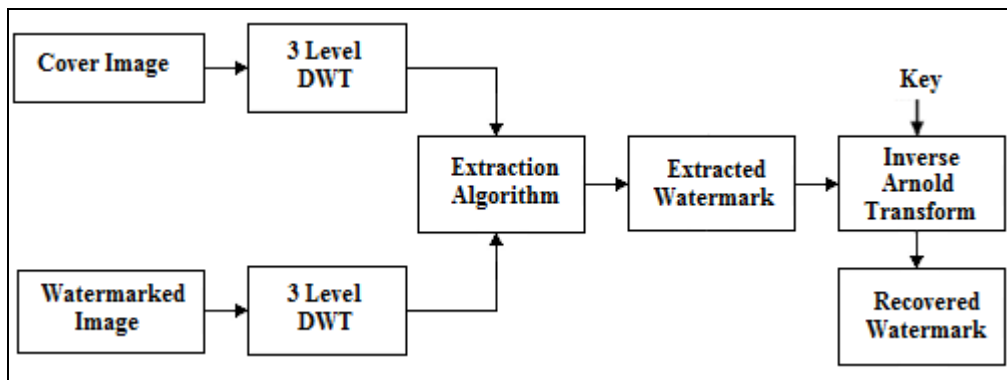 Cover Image
3 Level
DWT
Key
Extraction
Algorithm
Extracted
Watermark
Inverse
Arnold
Transform
Watermarked
Image
3 Level
DWT
Recovered
Watermark